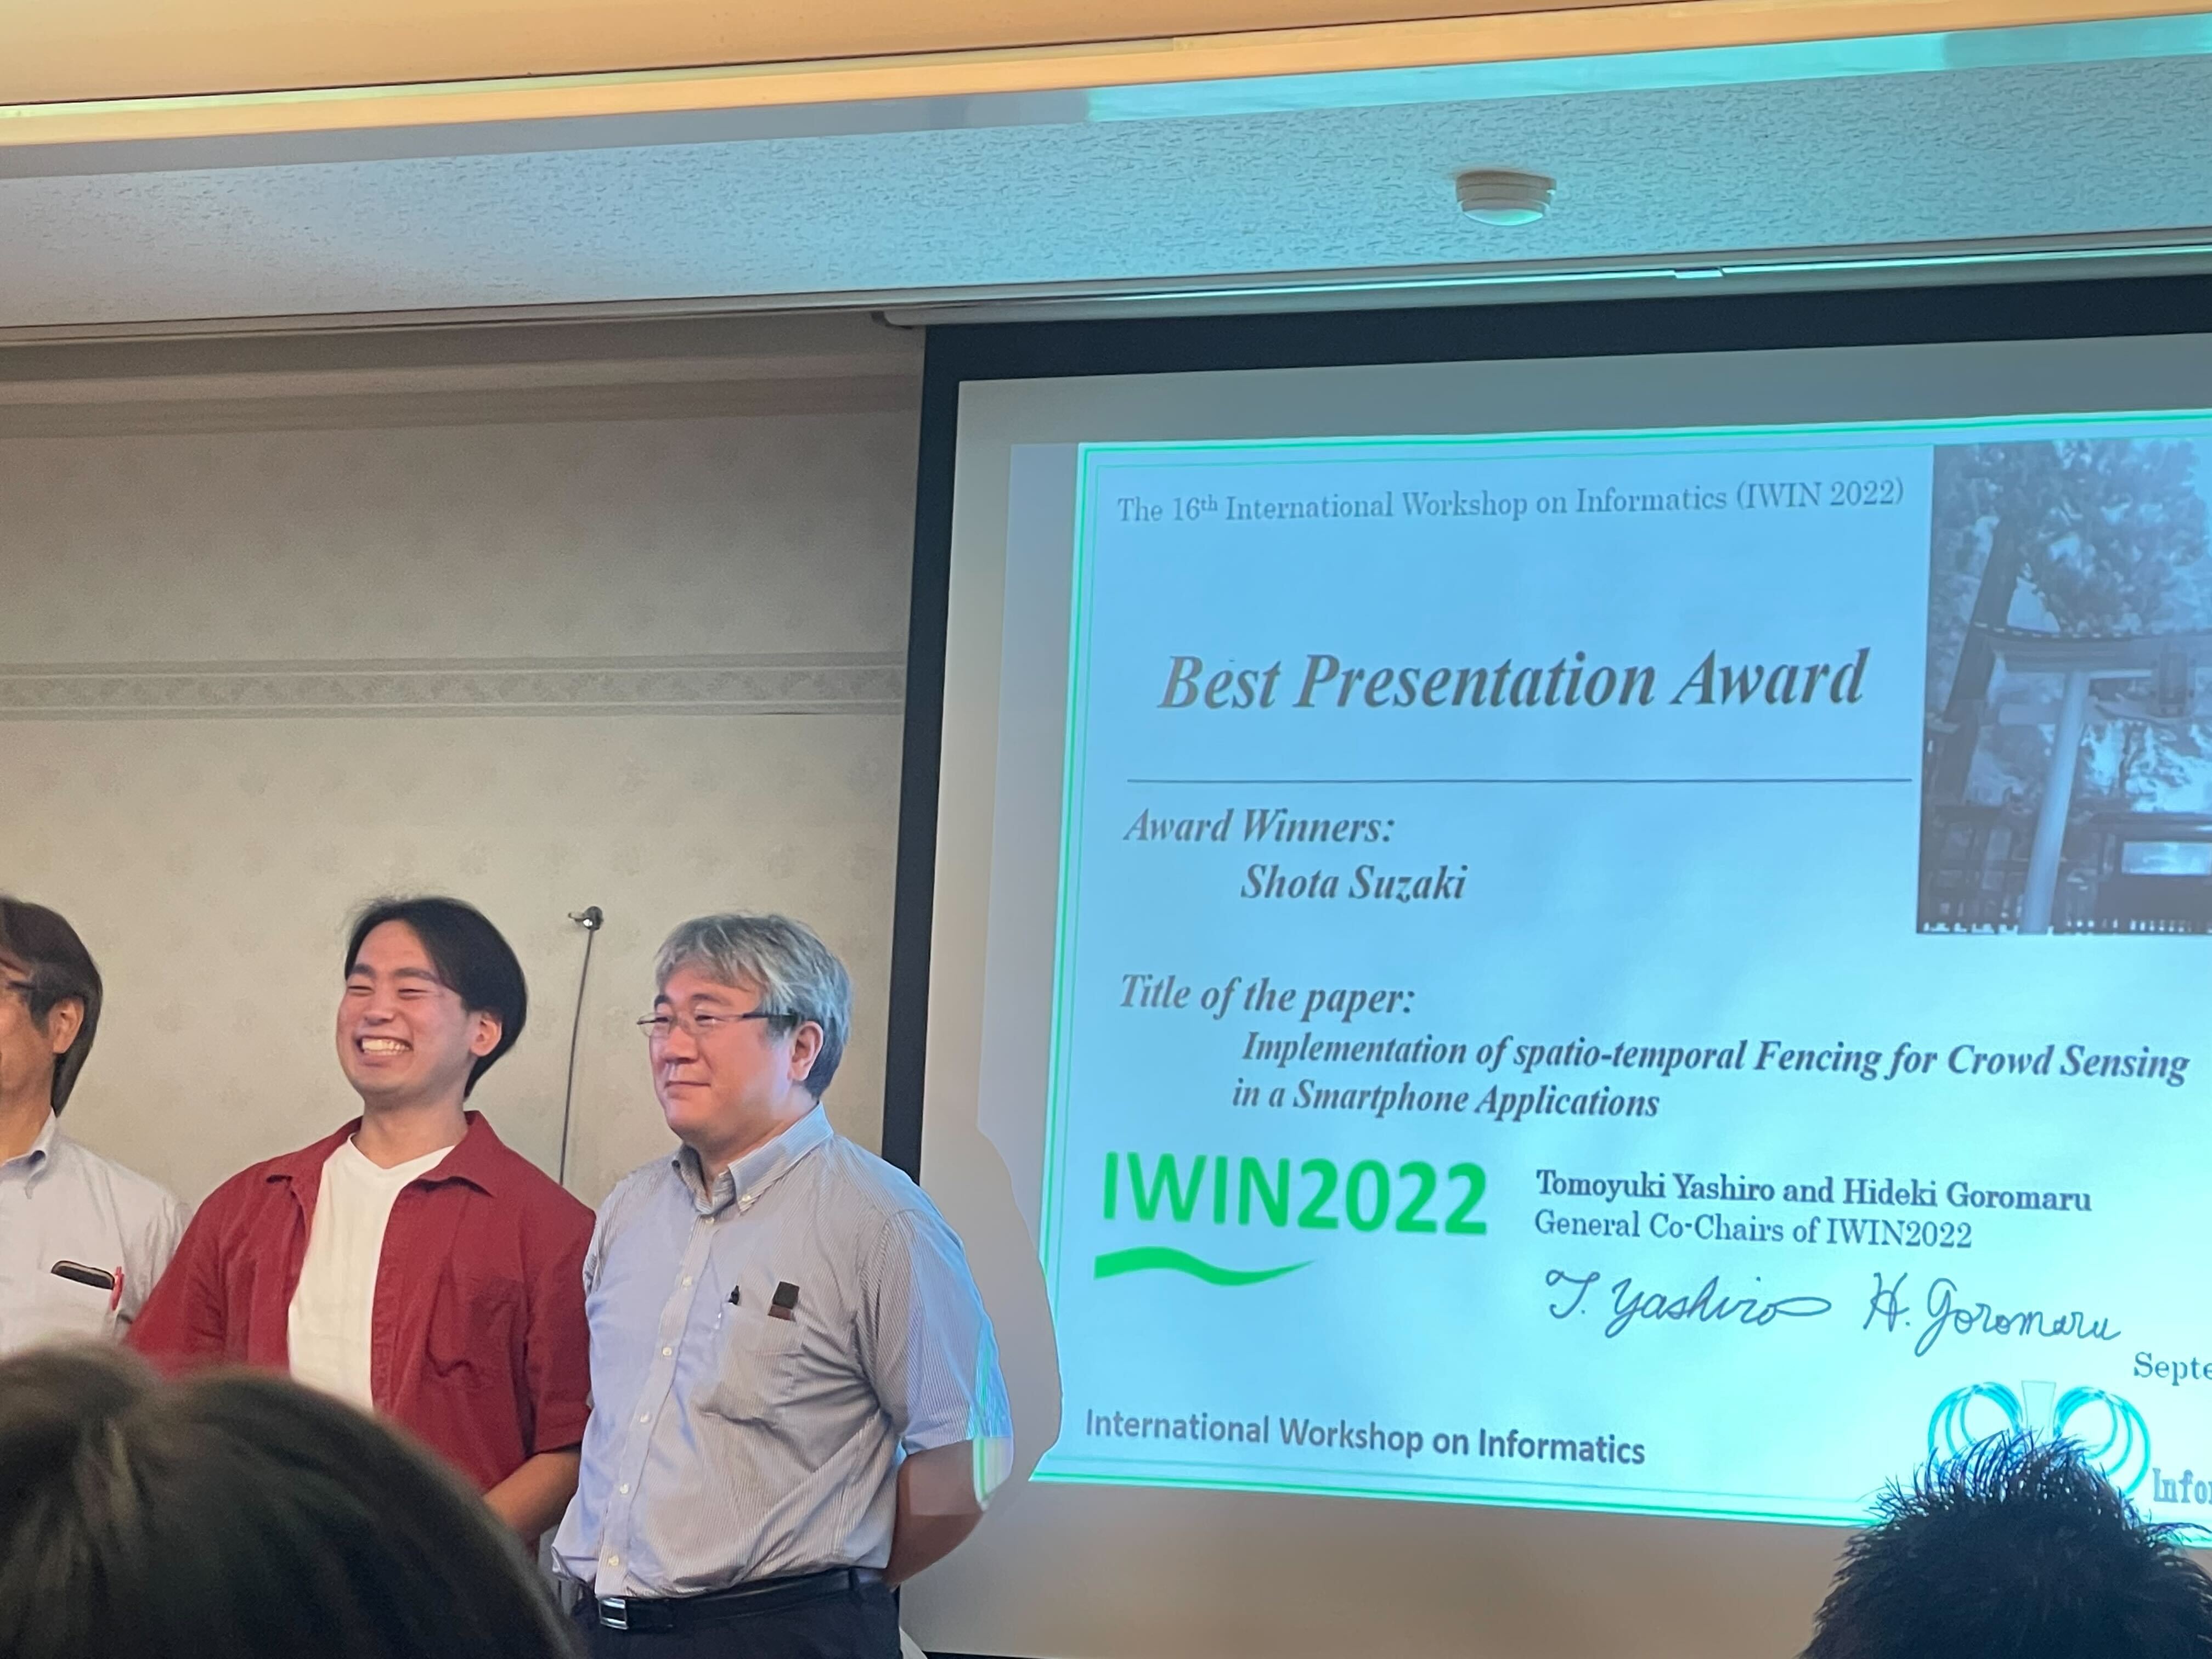 The 16th International Workshop on Informatics (IWIN 2022)
Best Presentation Award
Award Winners:
Shota Suzaki
Title of the paper:
Implementation of spatio-temporal Fencing for Crowd Sensing
in a Smartphone Applications
IWIN2022
Tomoyuki Yashiro and Hideki Goromaru
General Co-Chairs of IWIN2022
T. Yashiro H. Goromaru
Septe
International Workshop on Informatics
Infor